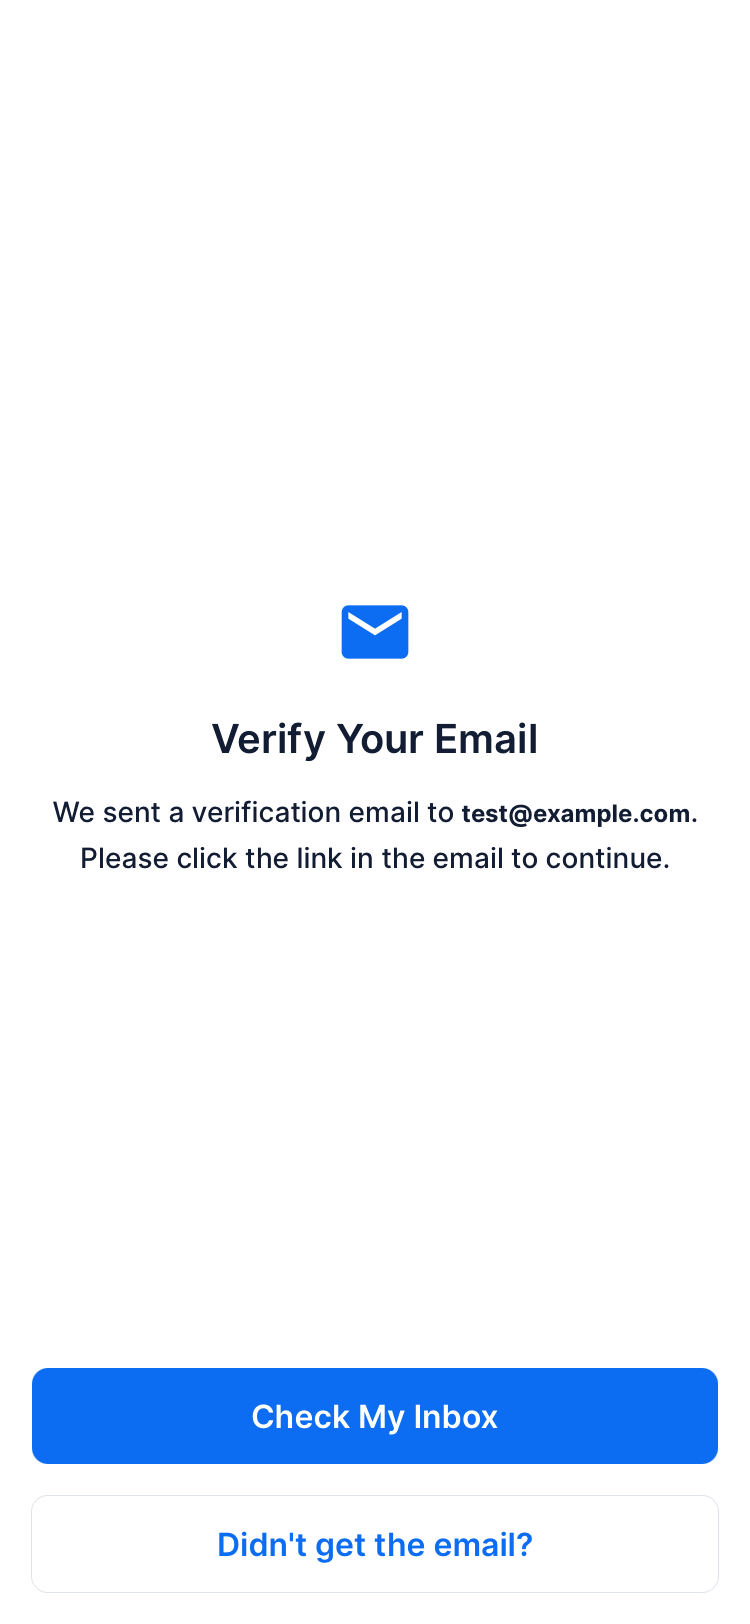 Verify Your Email
We sent a verification email to test@example.com.
Please click the link in the email to continue.
Check My Inbox
Didn't get the email?